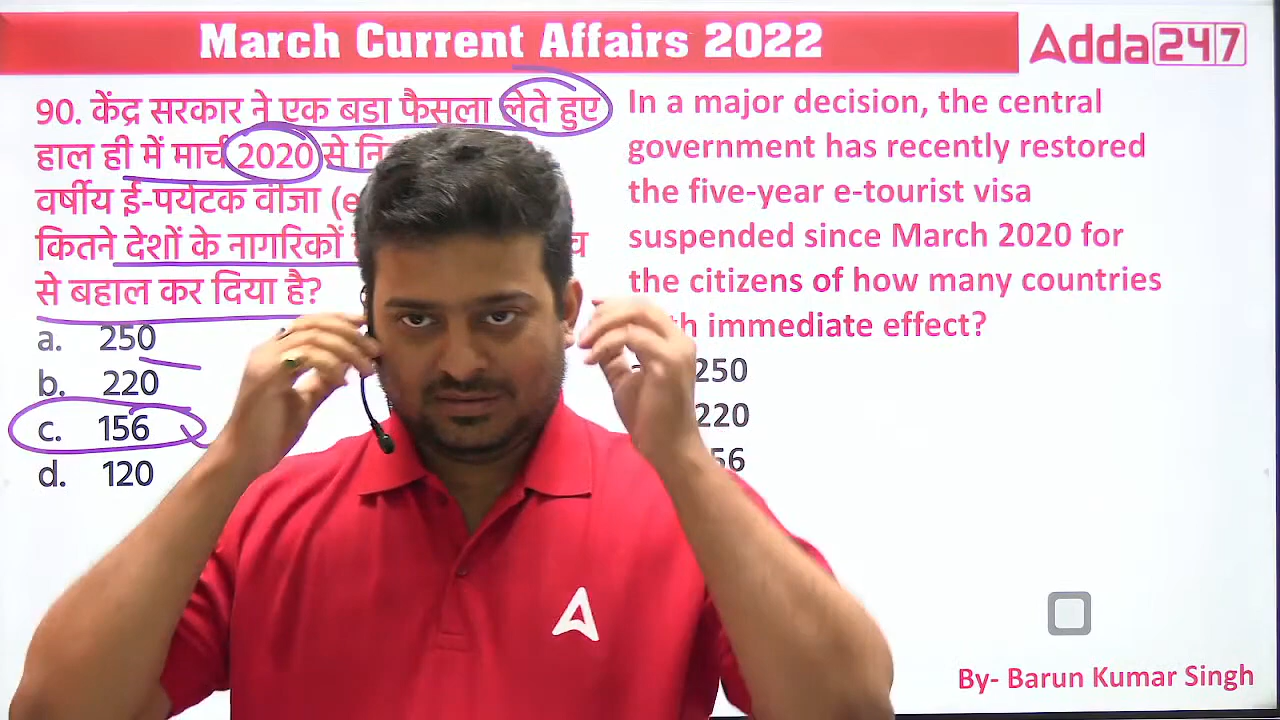 March Current Affairs 2022
Adda247
90. केंद्र सरकार ने एक बडा फैसला लेते हुए
हाल ही में मार्च 2020 से
वर्षीय ई-पर्यटक वीजा (e
कितने देशों के नागरिकों
से बहाल कर दिया है?
a. 250
b. 220
c. 156
d. 120
In a major decision, the central
government has recently restored
the five-year e-tourist visa
suspended since March 2020 for
the citizens of how many countries
immediate effect?
250
220
56
By- Barun Kumar Singh